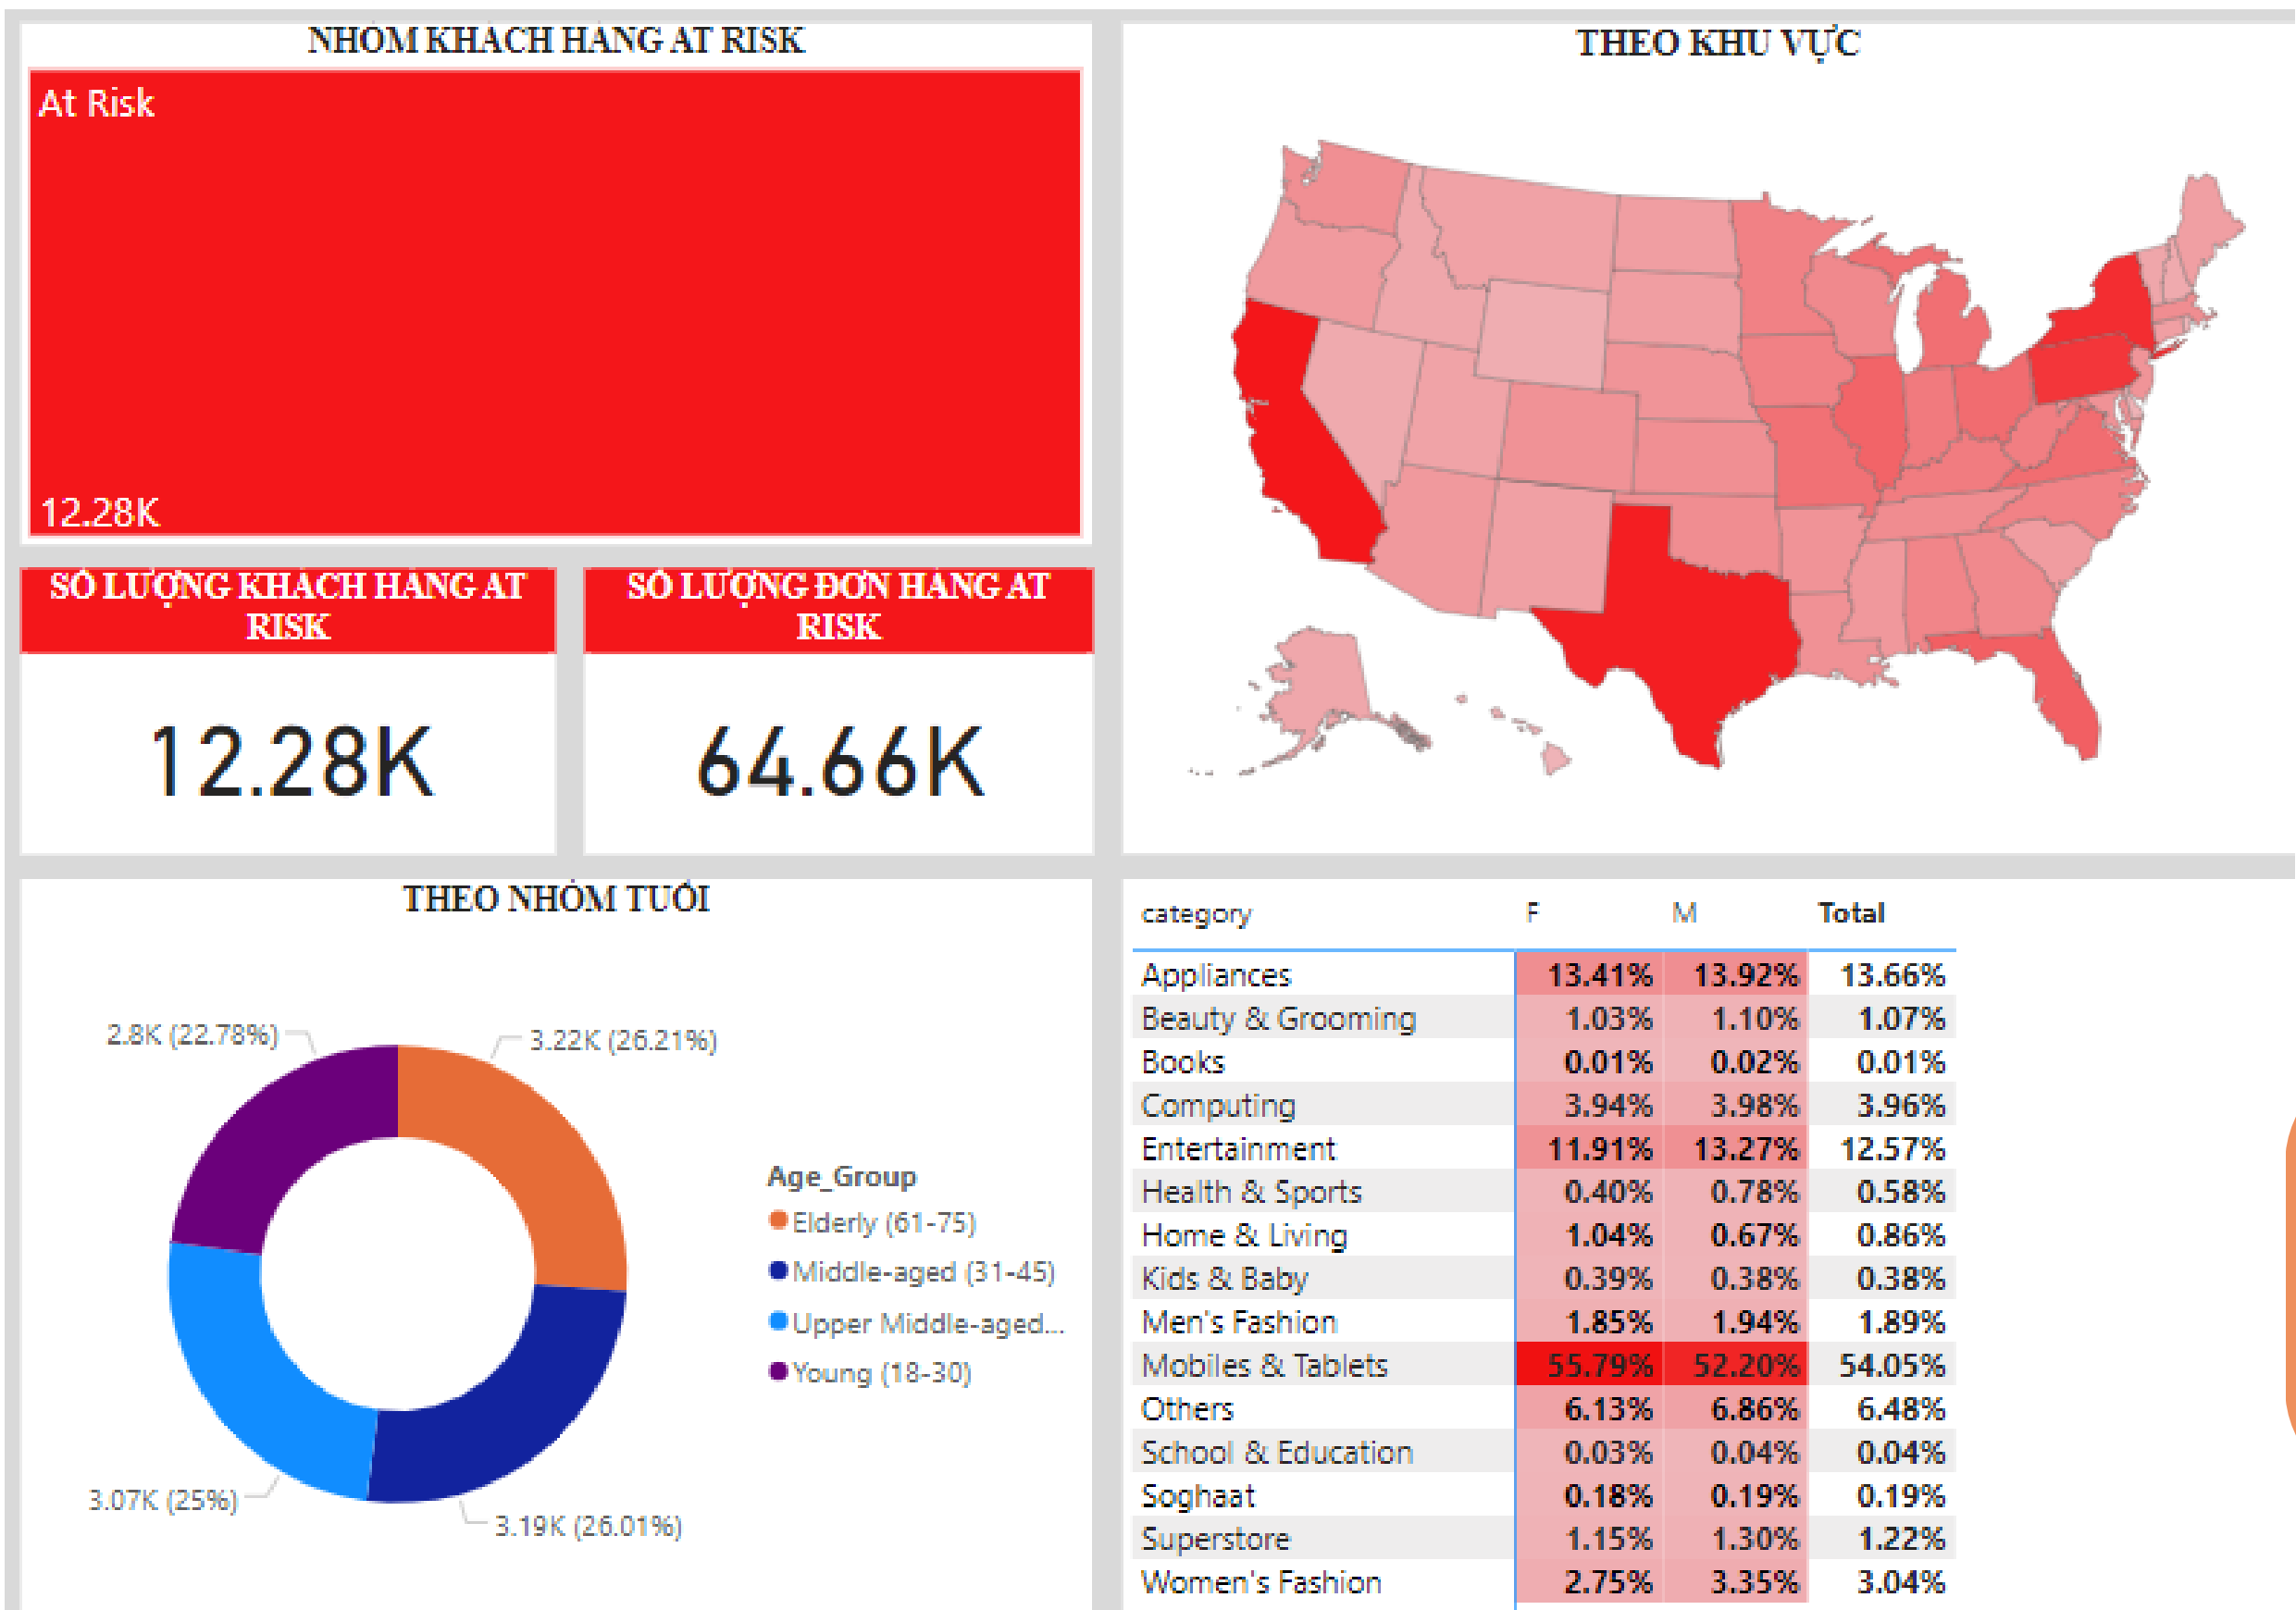 NHÓM KHÁCH HÀNG AT RISK
At Risk
12.28K
SỐ LƯỢNG KHÁCH HÀNG AT
RISK
12.28K
SỐ LƯỢNG ĐƠN HÀNG AT
RISK
64.66K
THEO KHU VỰC
THEO NHÓM TUỔI
2.8K (22.78%)
3.22K (26.21%)
3.07K (25%)
3.19K (26.01%)
Age_Group
Elderly (61-75)
Middle-aged (31-45)
Upper Middle-aged...
Young (18-30)
category F M Total
Appliances 13.41% 13.92% 13.66%
Beauty & Grooming 1.03% 1.10% 1.07%
Books 0.01% 0.02% 0.01%
Computing 3.94% 3.98% 3.96%
Entertainment 11.91% 13.27% 12.57%
Health & Sports 0.40% 0.78% 0.58%
Home & Living 1.04% 0.67% 0.86%
Kids & Baby 0.39% 0.38% 0.38%
Men's Fashion 1.85% 1.94% 1.89%
Mobiles & Tablets 55.79% 52.20% 54.05%
Others 6.13% 6.86% 6.48%
School & Education 0.03% 0.04% 0.04%
Soghaat 0.18% 0.19% 0.19%
Superstore 1.15% 1.30% 1.22%
Women's Fashion 2.75% 3.35% 3.04%